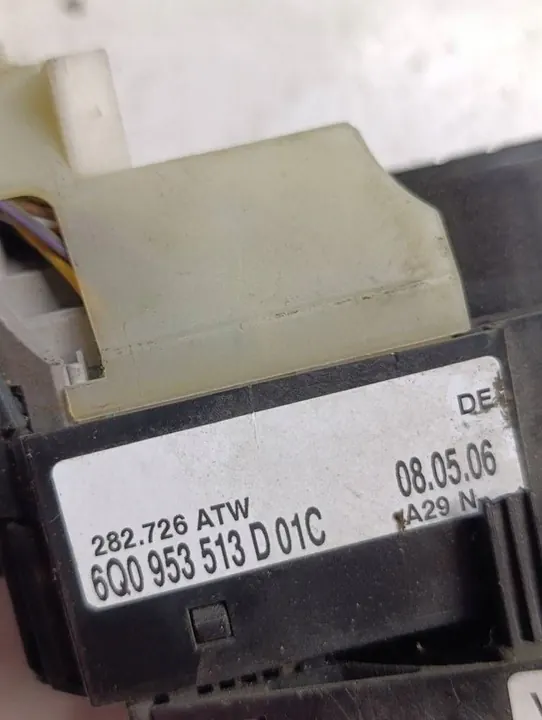 DE
282.726 ATW
08.05.06
6Q0 953 513 D 01C
A29 N